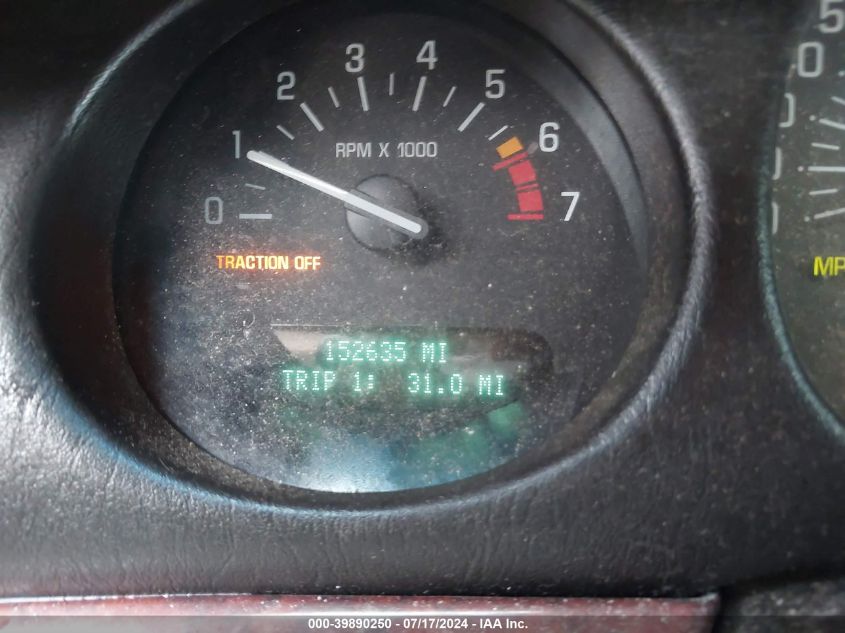 0 1 2 3 4 5 6 7
RPM X 1000
TRACTION OFF
152635 MI
TRIP 1: 31.0 MI
000-39890250 - 07/17/2024 - IAA Inc.